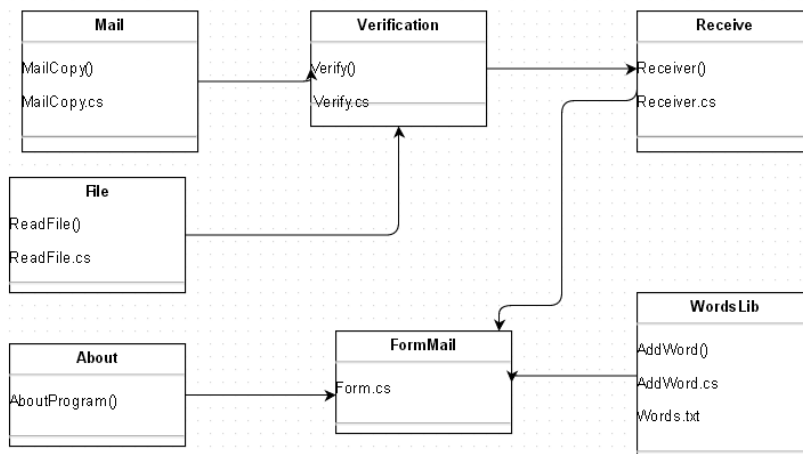 Mail
MailCopy()
MailCopy.cs
Verification
Verify()
Verify.cs
Receive
Receiver()
Receiver.cs
File
ReadFile()
ReadFile.cs
About
AboutProgram()
FormMail
Form.cs
WordsLib
AddWord()
AddWord.cs
Words.txt